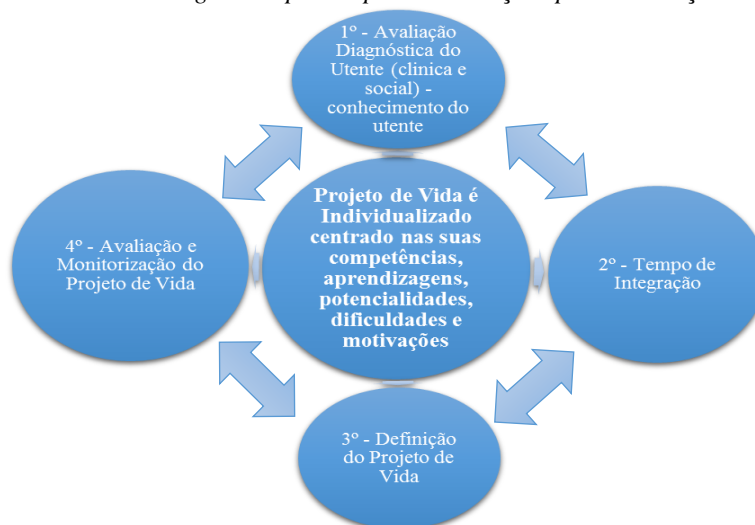 1º - Avaliação
Diagnóstica do
Utente (clinica e
social) -
conhecimento do
utente
Projeto de Vida é
Individualizado
centrado nas suas
competências,
aprendizagens,
potencialidades,
dificuldades e
motivações
4º - Avaliação e
Monitorização do
Projeto de Vida
2º - Tempo de
Integração
3º - Definição
do Projeto de
Vida